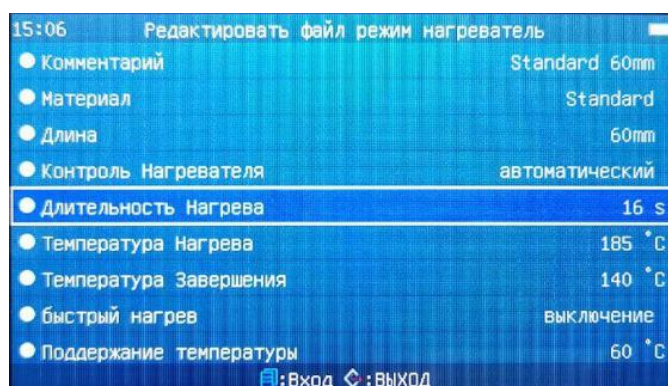 15:06 Редактировать файл режим нагреватель
Комментарий Standard 60mm
Материал Standard
Длина 60mm
Контроль Нагревателя автоматический
Длительность Нагрева 16 s
Температура Нагрева 185 °C
Температура Завершения 140 °C
быстрый нагрев выключение
Поддержание температуры 60 °C
:Вход :ВЫХОД